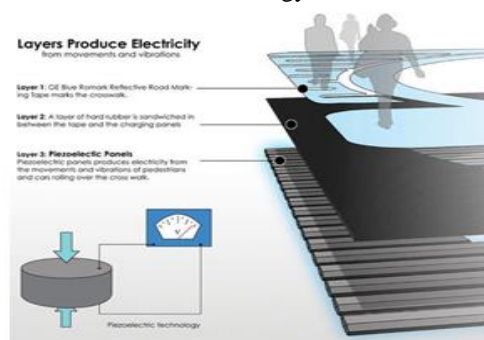 Layers Produce Electricity
from movements and vibrations
Layer 1: GE Blue Romark Reflective Road Mark-
ing Tape marks the crosswalk.
Layer 2: A layer of hard rubber is sandwiched in
between the tape and the charging panels
Layer 3: Piezoelectic Panels
Piezoelectric panels produces electricity from
the movements and vibrations of pedestrians
and cars rolling over the cross walk.
V
Piezoelectric technology